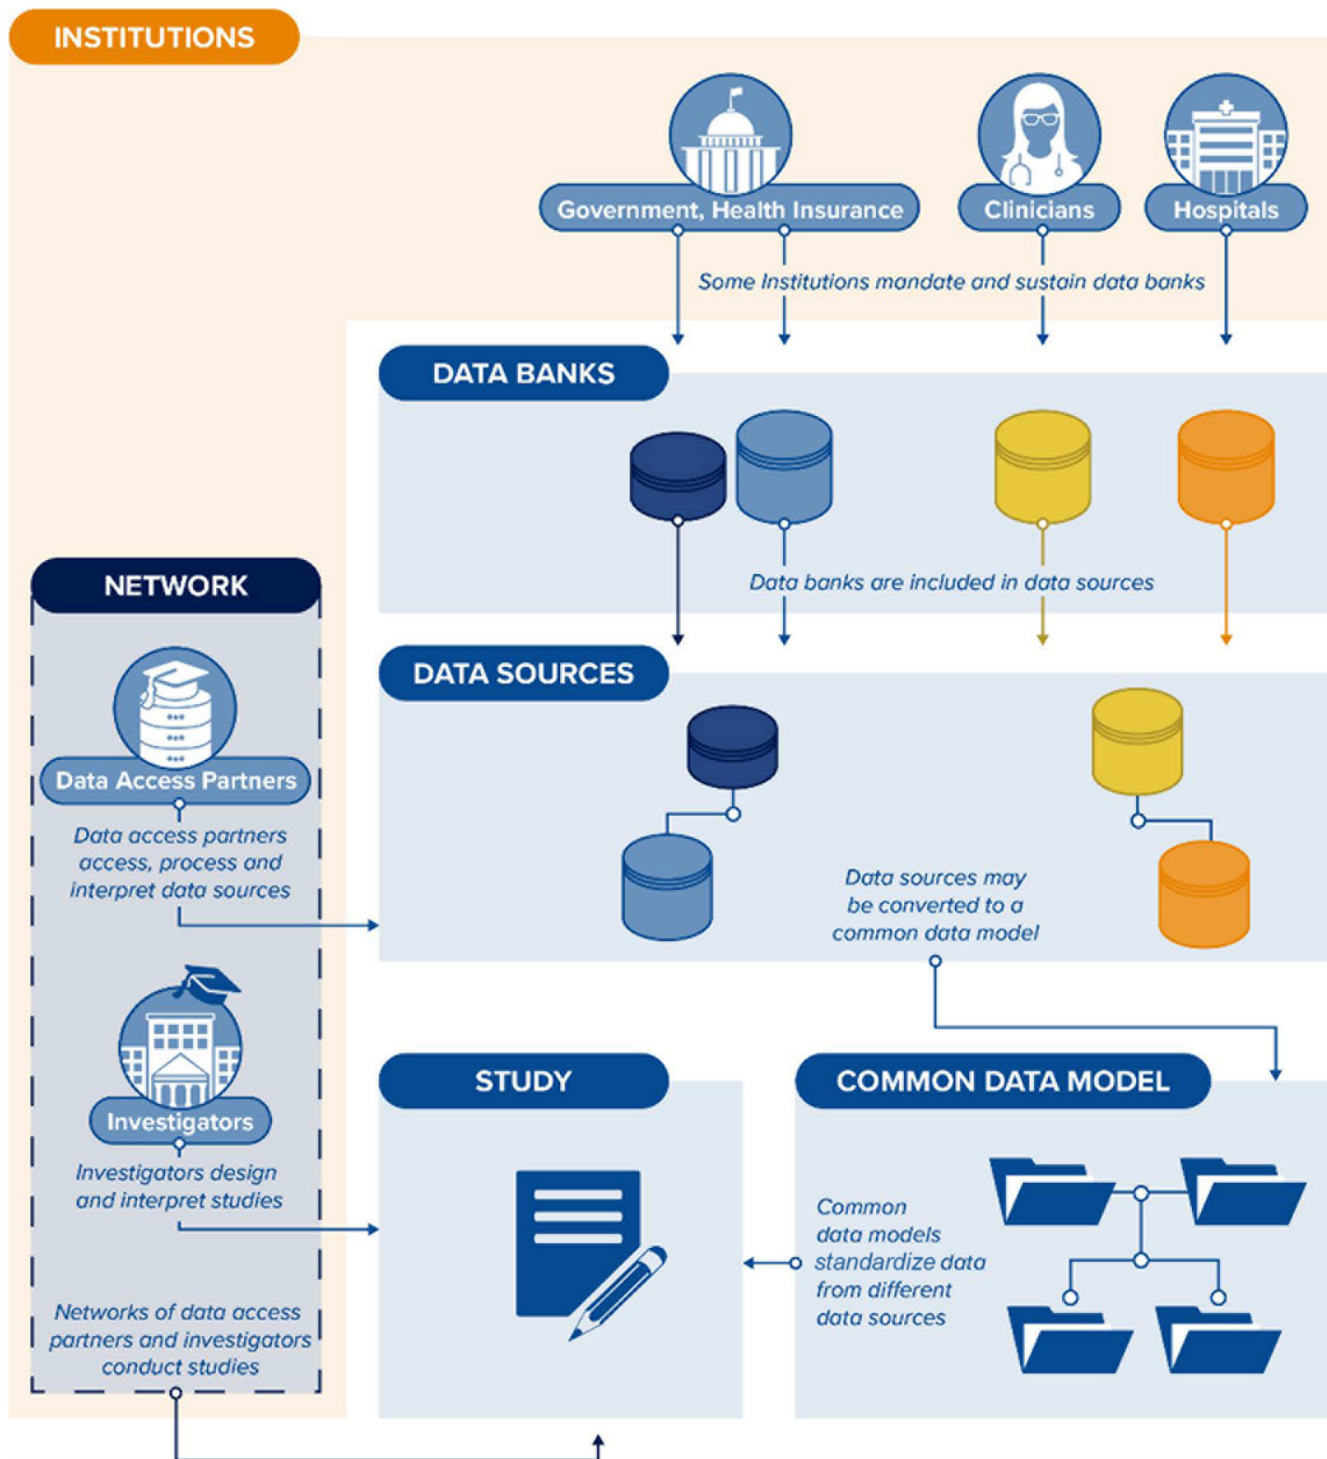 INSTITUTIONS
Government, Health Insurance
Clinicians
Hospitals
Some Institutions mandate and sustain data banks
DATA BANKS
Data banks are included in data sources
NETWORK
DATA SOURCES
Data Access Partners
Data access partners
access, process and
interpret data sources
Data sources may
be converted to a
common data model
Investigators
Investigators design
and interpret studies
Networks of data access
partners and investigators
conduct studies
STUDY
COMMON DATA MODEL
Common
data models
standardize data
from different
data sources